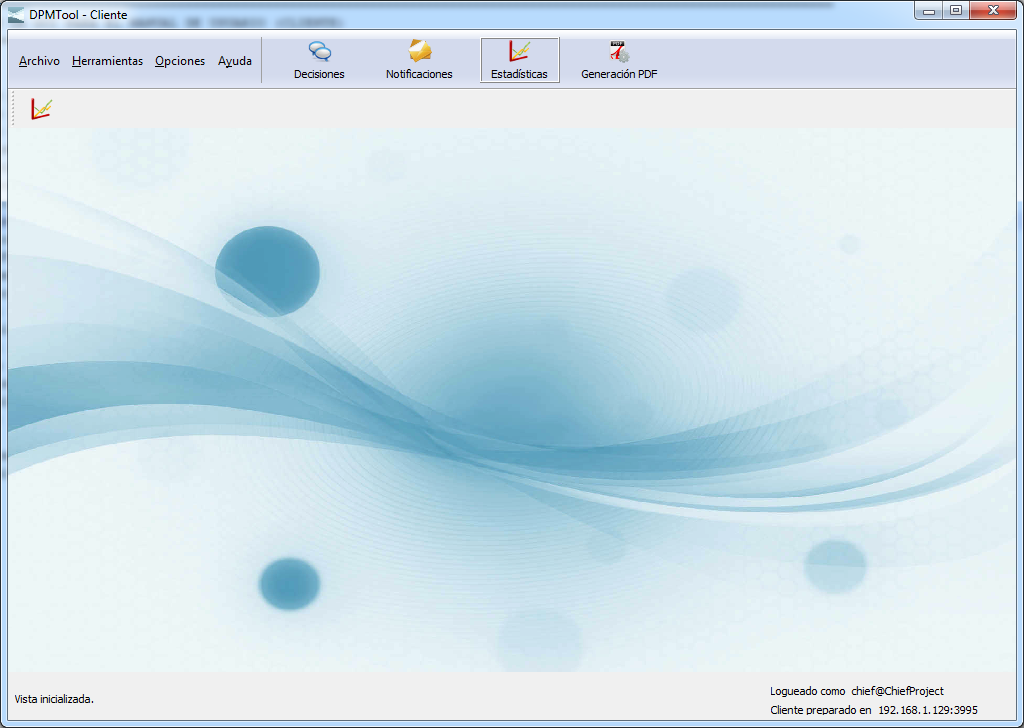 DPMTool - Cliente
Archivo Herramientas Opciones Ayuda
Decisiones Notificaciones Estadísticas Generación PDF
Vista inicializada.
Logueado como chief@ChiefProject
Cliente preparado en 192.168.1.129:3995